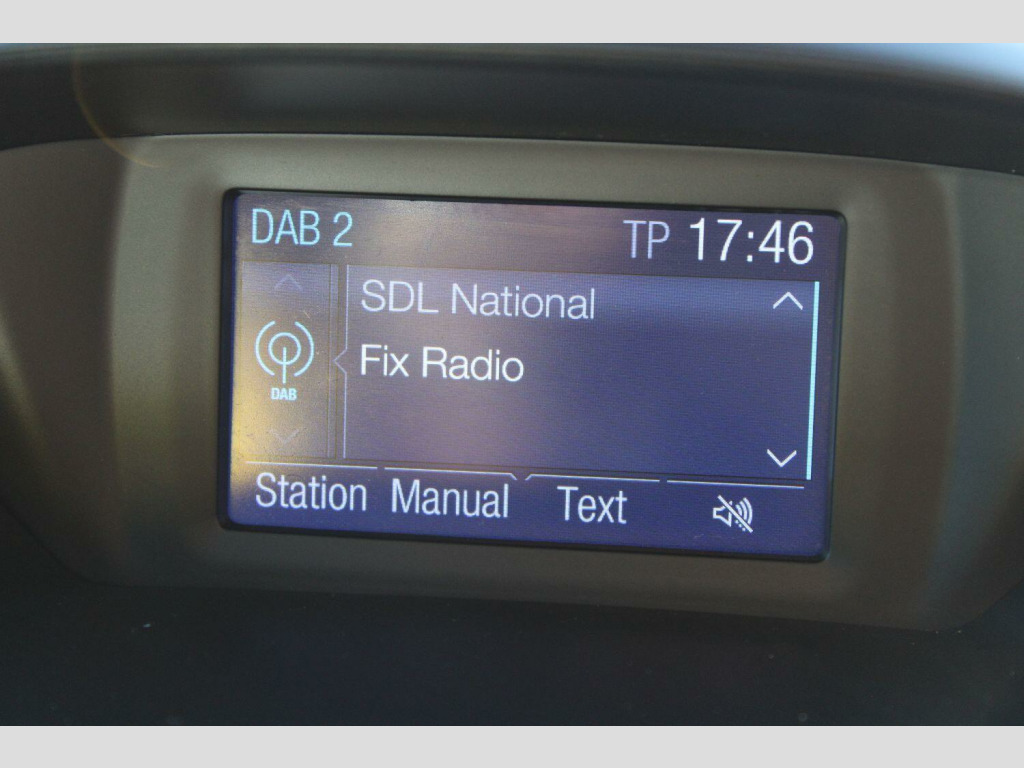 DAB 2 TP 17:46
SDL National
Fix Radio
DAB
Station Manual Text